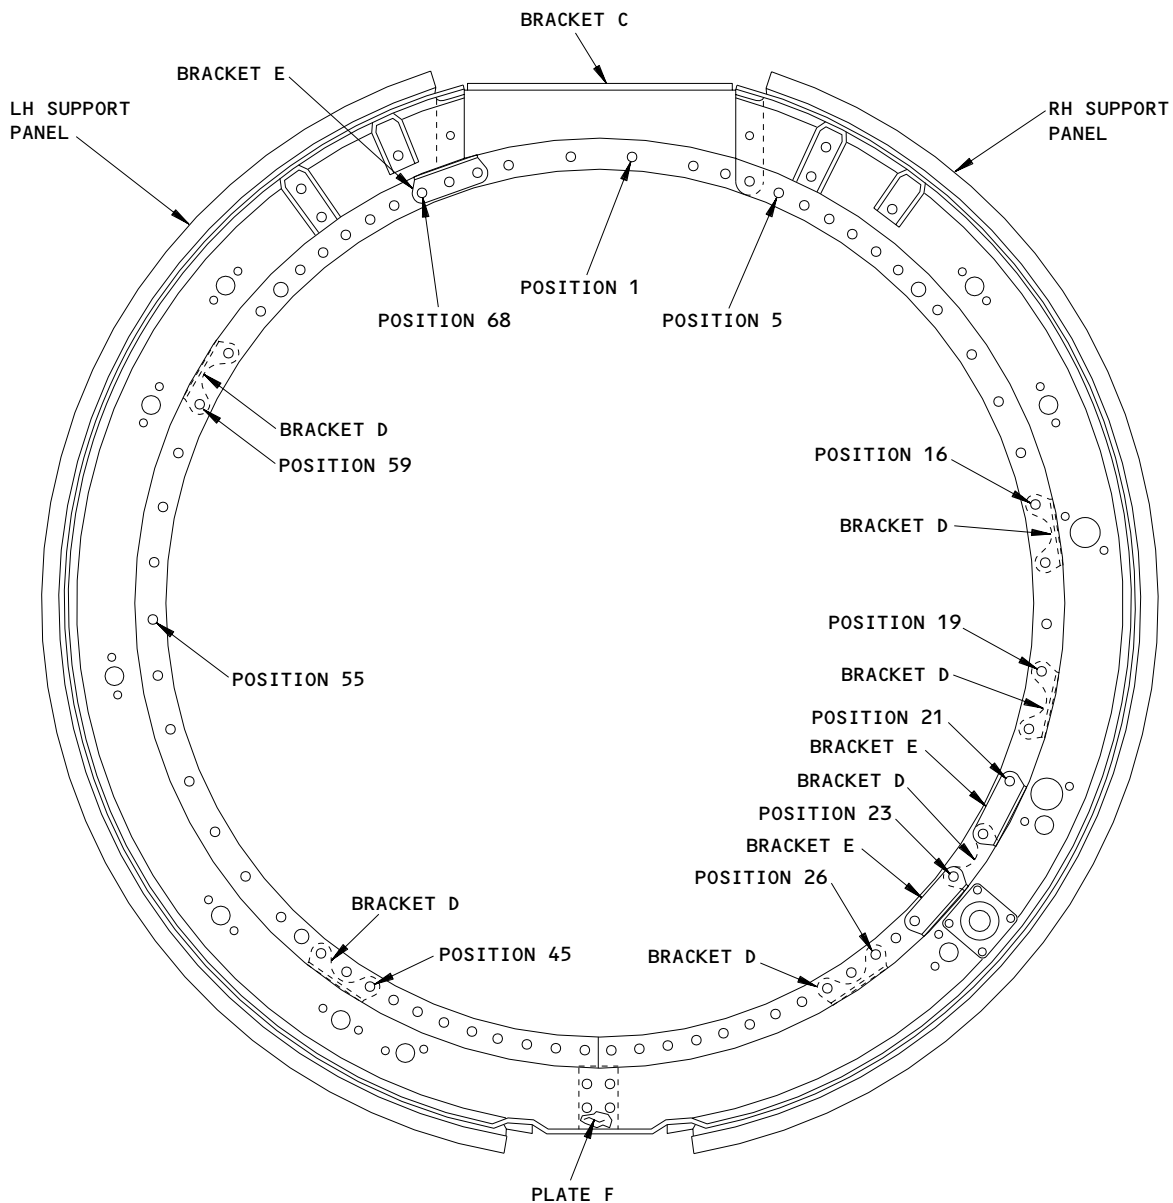 BRACKET C
BRACKET E
LH SUPPORT
PANEL
RH SUPPORT
PANEL
POSITION 1
POSITION 68
POSITION 5
BRACKET D
POSITION 59
POSITION 16
BRACKET D
POSITION 19
POSITION 55
BRACKET D
POSITION 21
BRACKET E
BRACKET D
POSITION 23
BRACKET E
POSITION 26
BRACKET D
POSITION 45
BRACKET D
PLATE F